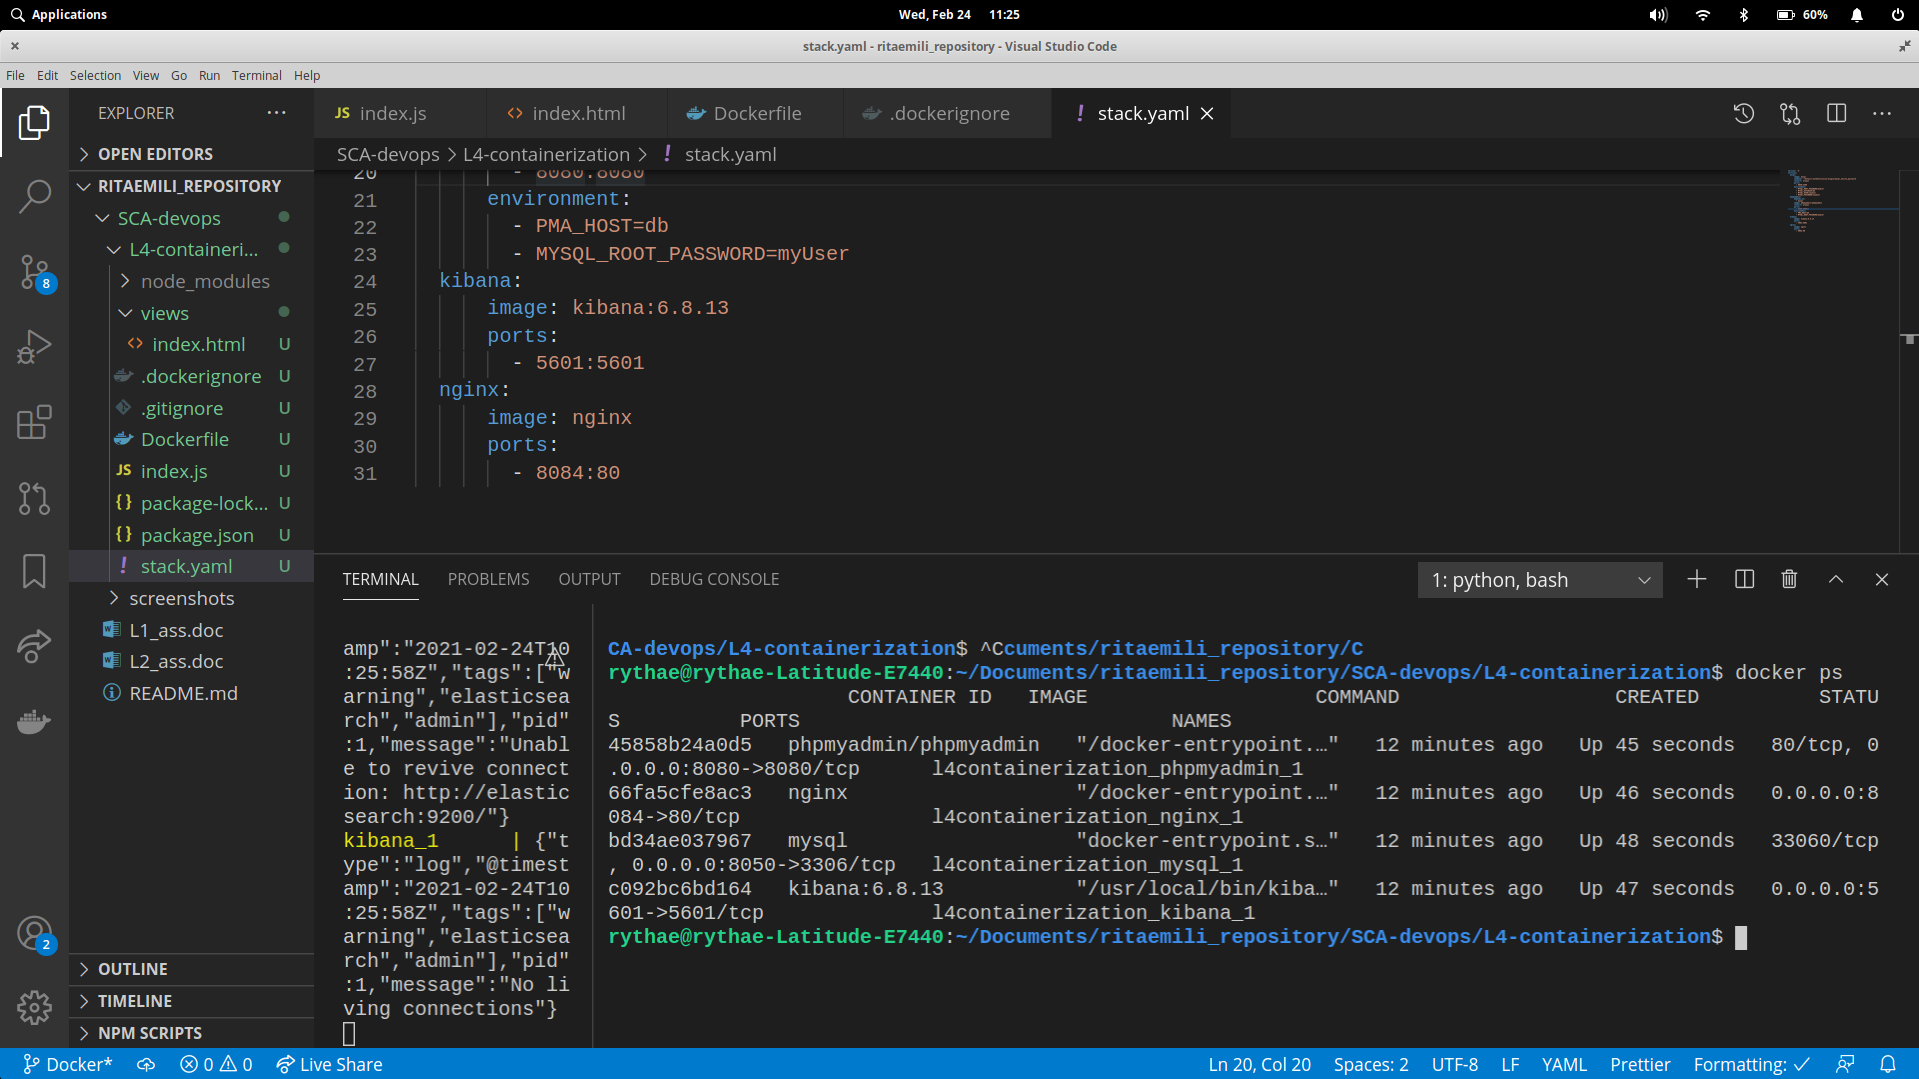 Applications
Wed, Feb 24 11:25
60%
stack.yaml - ritaemili_repository - Visual Studio Code
File Edit Selection View Go Run Terminal Help
EXPLORER
OPEN EDITORS
RITAEMILI_REPOSITORY
SCA-devops
L4-containeri...
node_modules
views
index.html U
.dockerignore U
.gitignore U
Dockerfile U
JS index.js U
{} package-lock... U
{} package.json U
! stack.yaml U
screenshots
L1_ass.doc
L2_ass.doc
README.md
8
2
OUTLINE
TIMELINE
NPM SCRIPTS
JS index.js
index.html
Dockerfile
.dockerignore
! stack.yaml
SCA-devops > L4-containerization > ! stack.yaml
20 - 8080:8080
21 environment:
22 - PMA_HOST=db
23 - MYSQL_ROOT_PASSWORD=myUser
24 kibana:
25 image: kibana:6.8.13
26 ports:
27 - 5601:5601
28 nginx:
29 image: nginx
30 ports:
31 - 8084:80
TERMINAL PROBLEMS OUTPUT DEBUG CONSOLE
1: python, bash
amp":"2021-02-24T10
:25:58Z","tags":["w
arning","elasticsea
rch","admin"],"pid"
:1,"message":"Unabl
e to revive connect
ion: http://elastic
search:9200/"}
kibana_1 | {"t
ype":"log","@timest
amp":"2021-02-24T10
:25:58Z","tags":["w
arning","elasticsea
rch","admin"],"pid"
:1,"message":"No li
ving connections"}
CA-devops/L4-containerization$ ^Ccuments/ritaemili_repository/C
rythae@rythae-Latitude-E7440:~/Documents/ritaemili_repository/SCA-devops/L4-containerization$ docker ps
CONTAINER ID IMAGE COMMAND CREATED STATU
S PORTS NAMES
45858b24a0d5 phpmyadmin/phpmyadmin "/docker-entrypoint.…" 12 minutes ago Up 45 seconds 80/tcp, 0
.0.0.0:8080->8080/tcp l4containerization_phpmyadmin_1
66fa5cfe8ac3 nginx "/docker-entrypoint.…" 12 minutes ago Up 46 seconds 0.0.0.0:8
084->80/tcp l4containerization_nginx_1
bd34ae037967 mysql "docker-entrypoint.s…" 12 minutes ago Up 48 seconds 33060/tcp
, 0.0.0.0:8050->3306/tcp l4containerization_mysql_1
c092bc6bd164 kibana:6.8.13 "/usr/local/bin/kiba…" 12 minutes ago Up 47 seconds 0.0.0.0:5
601->5601/tcp l4containerization_kibana_1
rythae@rythae-Latitude-E7440:~/Documents/ritaemili_repository/SCA-devops/L4-containerization$
Docker* 0 0 Live Share Ln 20, Col 20 Spaces: 2 UTF-8 LF YAML Prettier Formatting: ✓